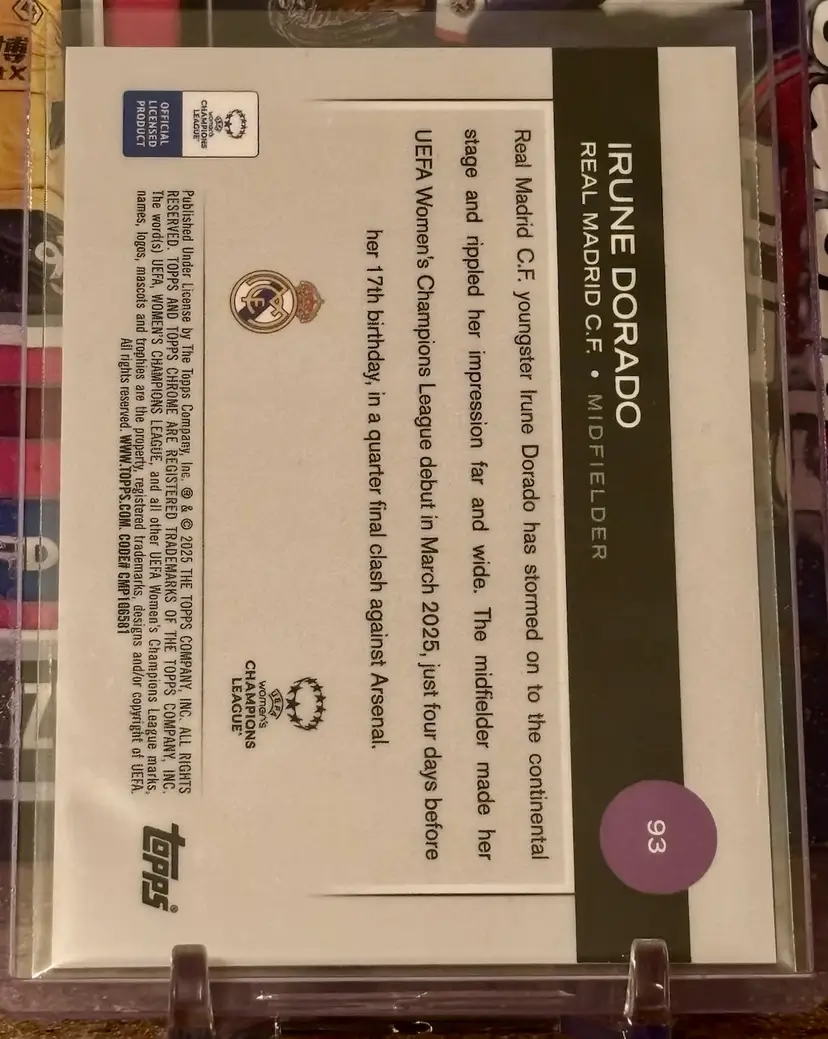 IRUNE DORADO
REAL MADRID C.F. • MIDFIELDER
93
Real Madrid C.F. youngster Irune Dorado has stormed on to the continental
stage and rippled her impression far and wide. The midfielder made her
UEFA Women's Champions League debut in March 2025, just four days before
her 17th birthday, in a quarter final clash against Arsenal.
UEFA
women's
CHAMPIONS
LEAGUE
UEFA
women's
CHAMPIONS
LEAGUE
OFFICIAL
LICENSED
PRODUCT
Published Under License by The Topps Company, Inc. ® & © 2025 THE TOPPS COMPANY, INC. ALL RIGHTS
RESERVED. TOPPS AND TOPPS CHROME ARE REGISTERED TRADEMARKS OF THE TOPPS COMPANY, INC.
The word(s) UEFA, WOMEN'S CHAMPIONS LEAGUE, and all other UEFA Women's Champions League marks,
names, logos, mascots and trophies are the property, registered trademarks, designs and/or copyright of UEFA.
All rights reserved. WWW.TOPPS.COM. CODE# CMP106581
topps®